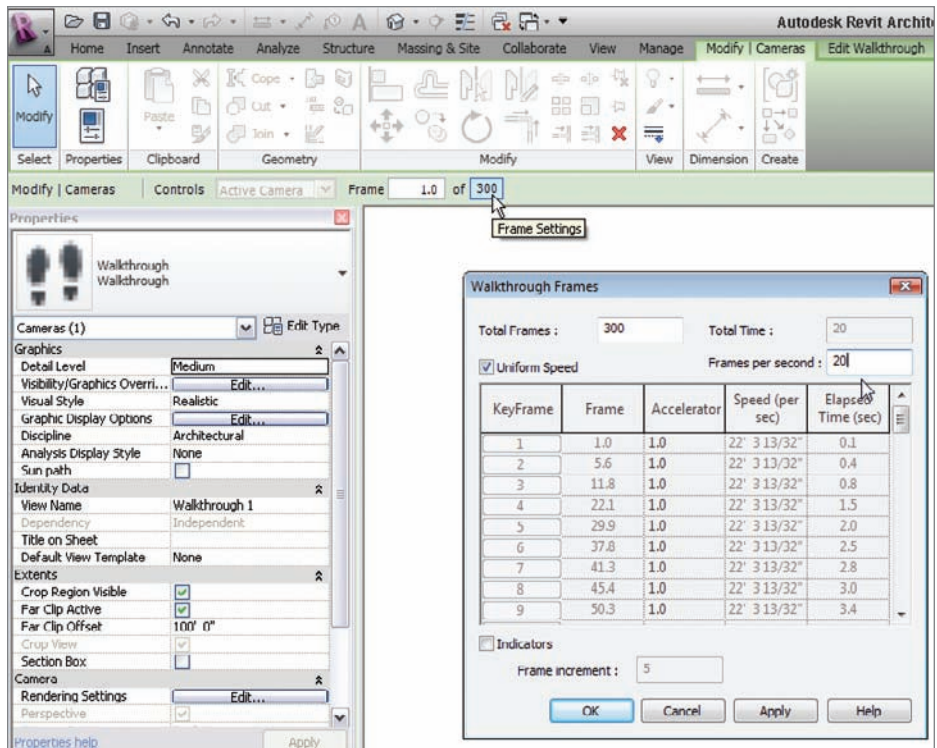 Autodesk Revit Archite
Home Insert Annotate Analyze Structure Massing & Site Collaborate View Manage Modify | Cameras Edit Walkthrough
Modify
Paste
Cope
Cut
Join
Select Properties Clipboard Geometry Modify View Dimension Create
Modify | Cameras Controls Active Camera Frame 1.0 of 300
Frame Settings
Properties
Walkthrough
Walkthrough
Cameras (1) Edit Type
Graphics
Detail Level Medium
Visibility/Graphics Overri... Edit...
Visual Style Realistic
Graphic Display Options Edit...
Discipline Architectural
Analysis Display Style None
Sun path
Identity Data
View Name Walkthrough 1
Dependency Independent
Title on Sheet
Default View Template None
Extents
Crop Region Visible
Far Clip Active
Far Clip Offset 100' 0"
Crop View
Section Box
Camera
Rendering Settings Edit...
Perspective
Properties help Apply
Walkthrough Frames
Total Frames : 300 Total Time : 20
Uniform Speed Frames per second : 20
KeyFrame Frame Accelerator Speed (per sec) Elapsed Time (sec)
1 1.0 1.0 22' 3 13/32" 0.1
2 5.6 1.0 22' 3 13/32" 0.4
3 11.8 1.0 22' 3 13/32" 0.8
4 22.1 1.0 22' 3 13/32" 1.5
5 29.9 1.0 22' 3 13/32" 2.0
6 37.8 1.0 22' 3 13/32" 2.5
7 41.3 1.0 22' 3 13/32" 2.8
8 45.4 1.0 22' 3 13/32" 3.0
9 50.3 1.0 22' 3 13/32" 3.4
Indicators
Frame increment : 5
OK Cancel Apply Help